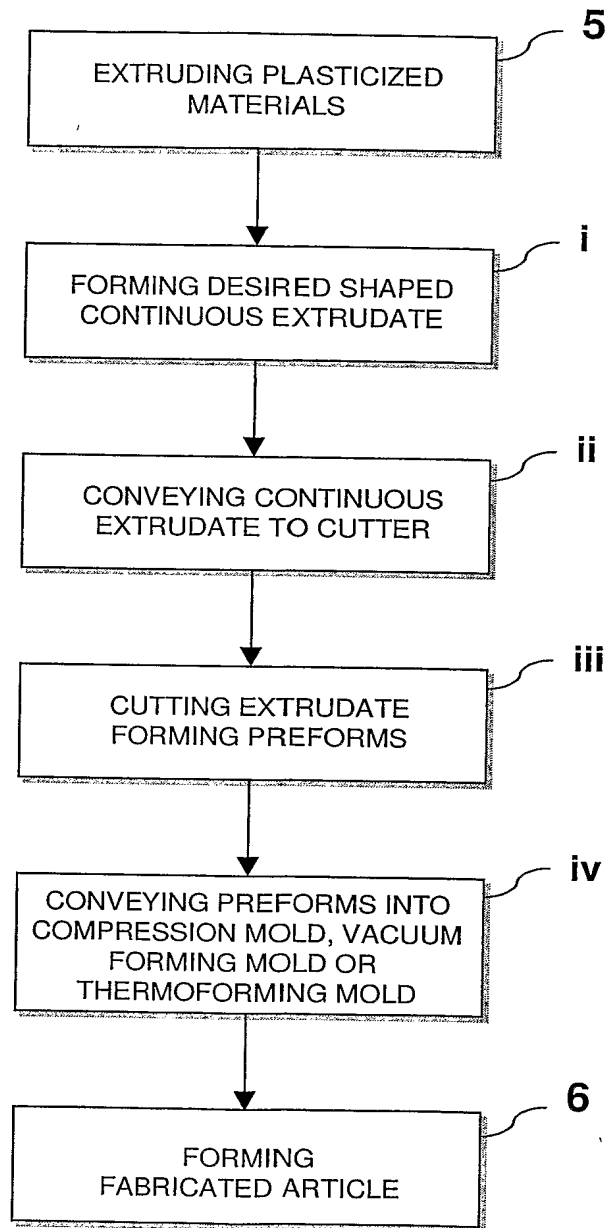 5
EXTRUDING PLASTICIZED
MATERIALS
i
FORMING DESIRED SHAPED
CONTINUOUS EXTRUDATE
ii
CONVEYING CONTINUOUS
EXTRUDATE TO CUTTER
iii
CUTTING EXTRUDATE
FORMING PREFORMS
iv
CONVEYING PREFORMS INTO
COMPRESSION MOLD, VACUUM
FORMING MOLD OR
THERMOFORMING MOLD
6
FORMING
FABRICATED ARTICLE